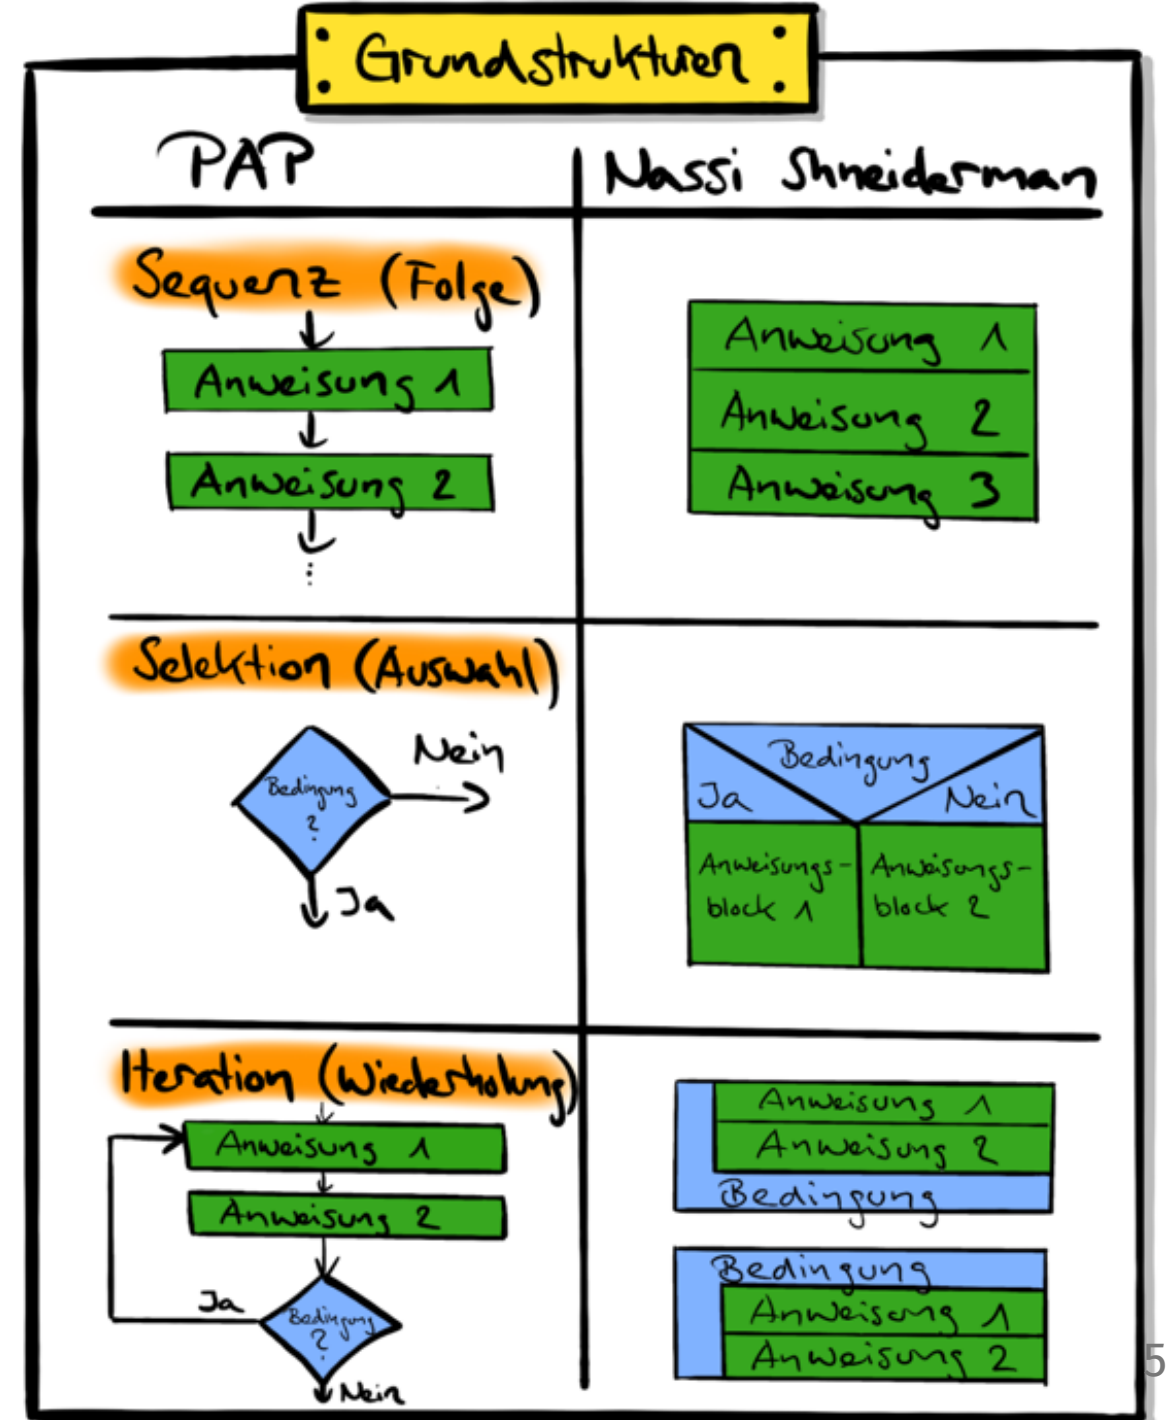 Grundstrukturen
PAP
Nassi Shneiderman
Sequenz (Folge)
Anweisung 1
Anweisung 2
...
Anweisung 1
Anweisung 2
Anweisung 3
Selektion (Auswahl)
Bedingung
?
Nein
Ja
Bedingung
Ja
Nein
Anweisungs-
block 1
Anweisungs-
block 2
Iteration (Wiederholung)
Anweisung 1
Anweisung 2
Ja
Bedingung
?
Nein
Anweisung 1
Anweisung 2
Bedingung
Bedingung
Anweisung 1
Anweisung 2
5